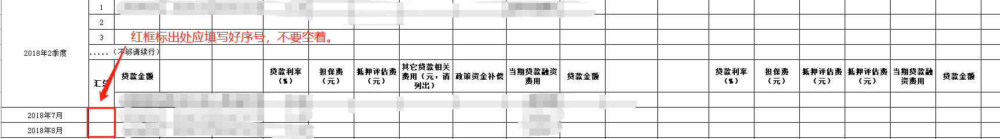 1
2
3
红框标出处应填写好序号，不要空着。
2018年2季度
.....（不够请续行）
汇总
贷款金额
贷款利率
（%）
担保费
（元）
抵押评估费
（元）
其它贷款相关
费用（元，请
列出）
政策资金补偿
当期贷款融资
费用
贷款金额
贷款利率
（%）
担保费
（元）
抵押评估费
（元）
抵押评估费
（元）
当期贷款融
资费用
贷款金额
2018年7月
2018年8月